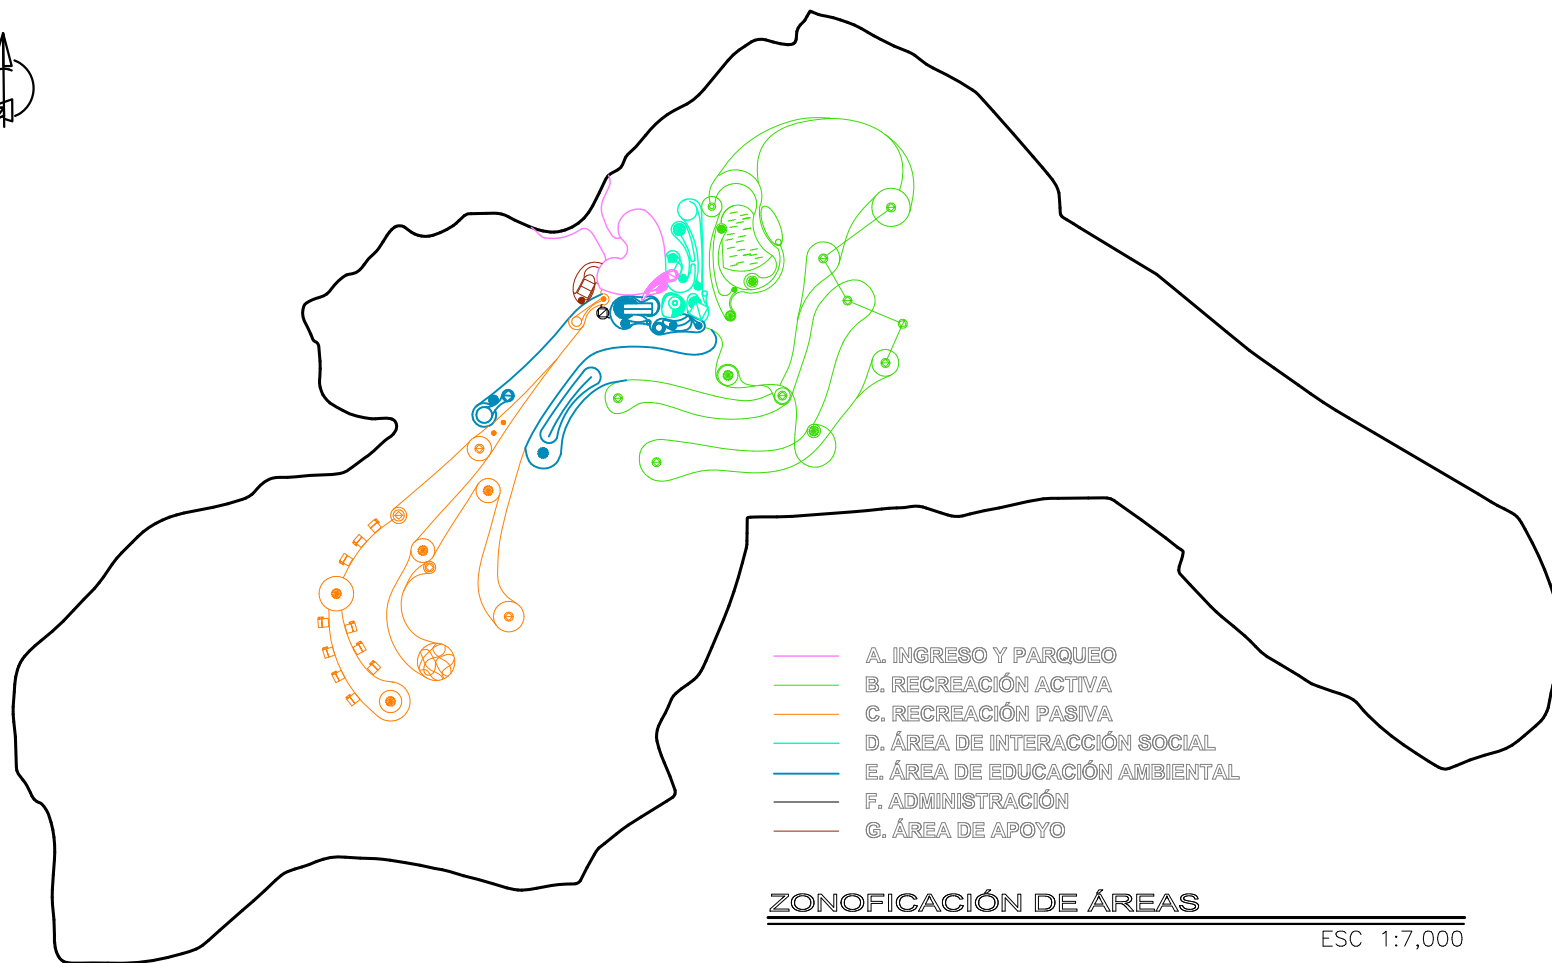 A. INGRESO Y PARQUEO
B. RECREACIÓN ACTIVA
C. RECREACIÓN PASIVA
D. ÁREA DE INTERACCIÓN SOCIAL
E. ÁREA DE EDUCACIÓN AMBIENTAL
F. ADMINISTRACIÓN
G. ÁREA DE APOYO
ZONOFICACIÓN DE ÁREAS
ESC 1:7,000